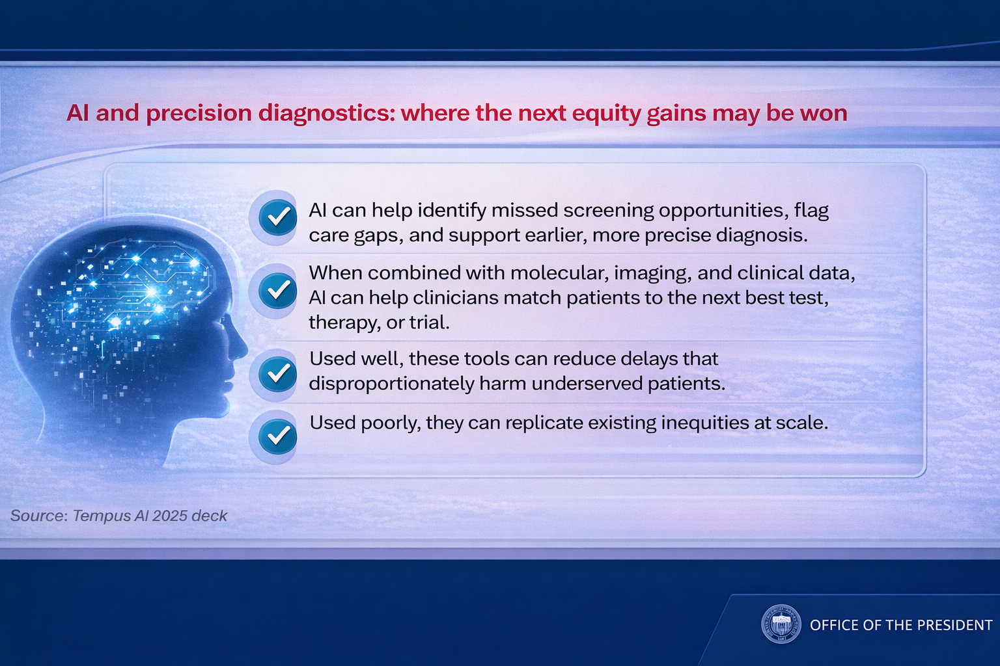 AI and precision diagnostics: where the next equity gains may be won
AI can help identify missed screening opportunities, flag
care gaps, and support earlier, more precise diagnosis.
When combined with molecular, imaging, and clinical data,
AI can help clinicians match patients to the next best test,
therapy, or trial.
Used well, these tools can reduce delays that
disproportionately harm underserved patients.
Used poorly, they can replicate existing inequities at scale.
Source: Tempus AI 2025 deck
OFFICE OF THE PRESIDENT